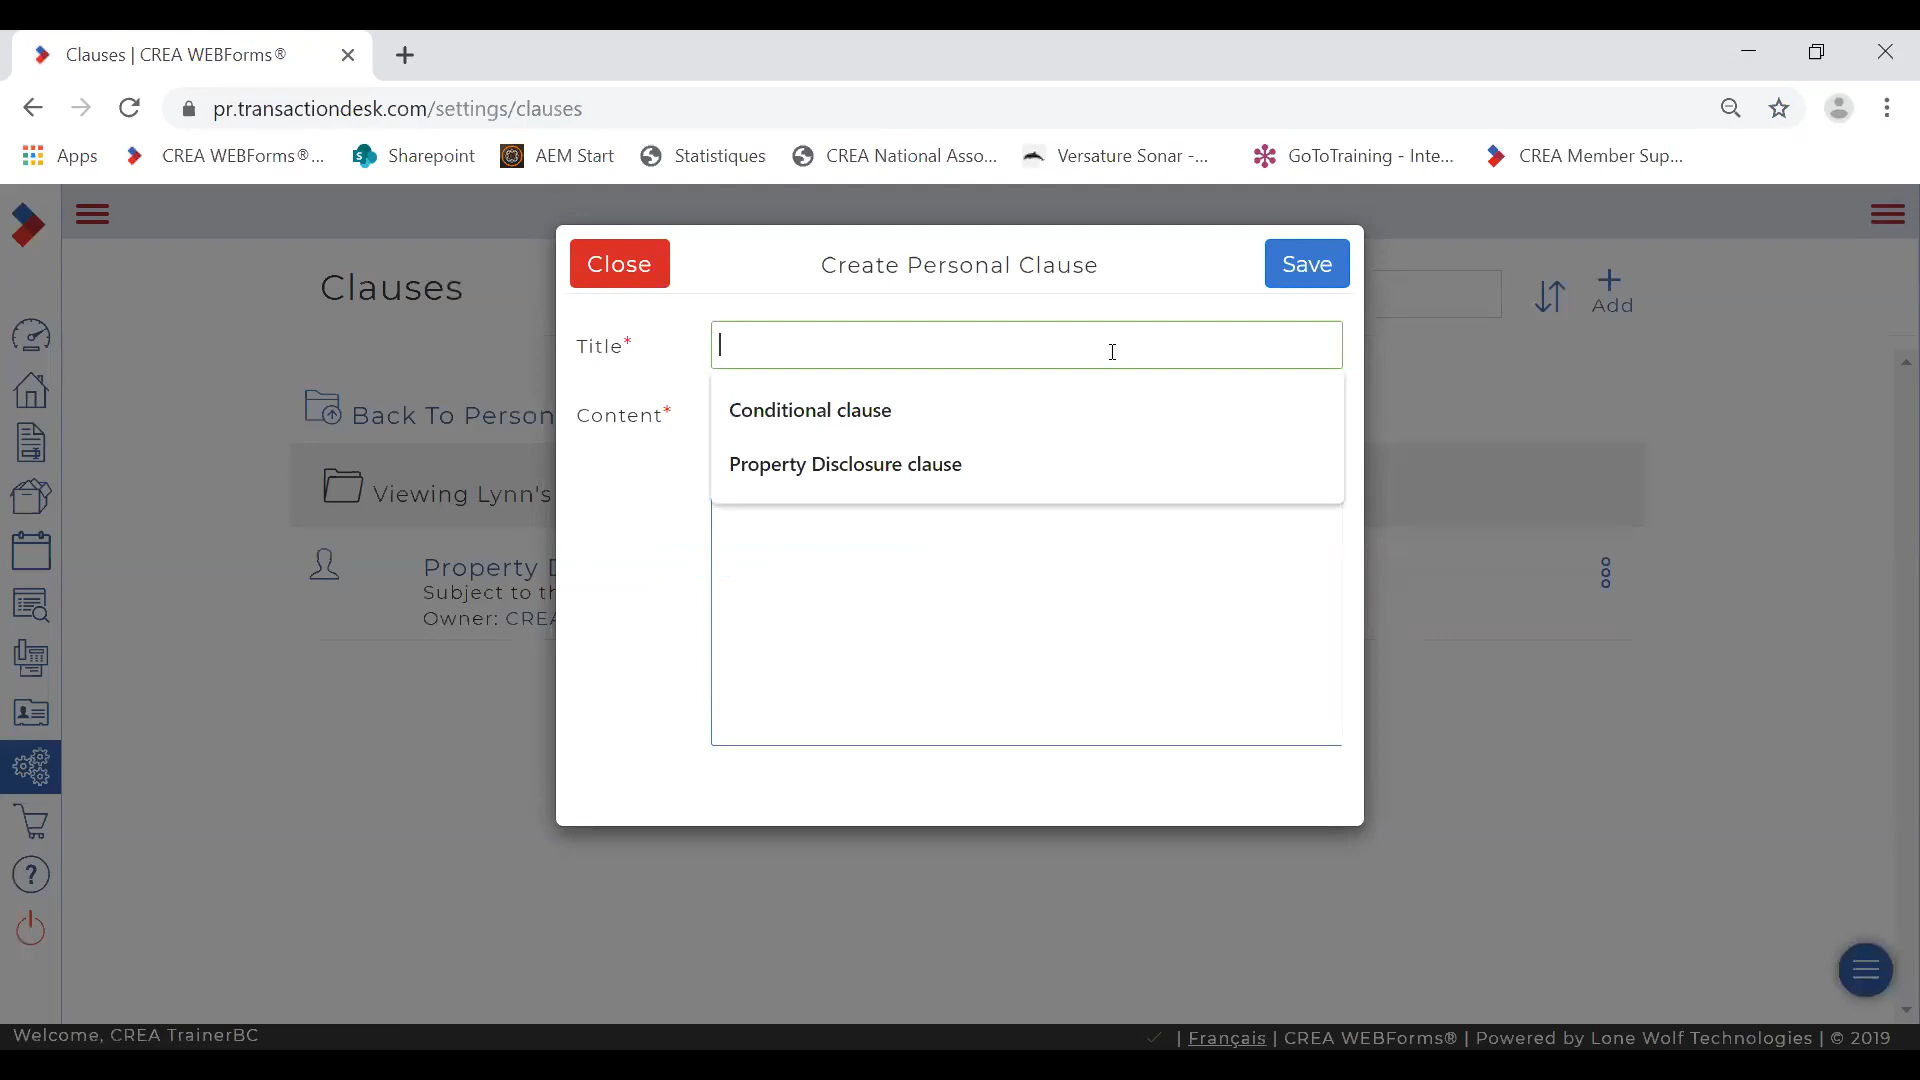 Clauses | CREA WEBForms®
pr.transactiondesk.com/settings/clauses
Apps
CREA WEBForms®...
Sharepoint
AEM Start
Statistiques
CREA National Asso...
Versature Sonar -...
GoToTraining - Inte...
CREA Member Sup...
Close
Create Personal Clause
Save
Clauses
Add
Title*
Content*
Conditional clause
Property Disclosure clause
Back To Person
Viewing Lynn's
Property D
Subject to th
Owner: CREA
?
Welcome, CREA TrainerBC
| Français | CREA WEBForms® | Powered by Lone Wolf Technologies | © 2019